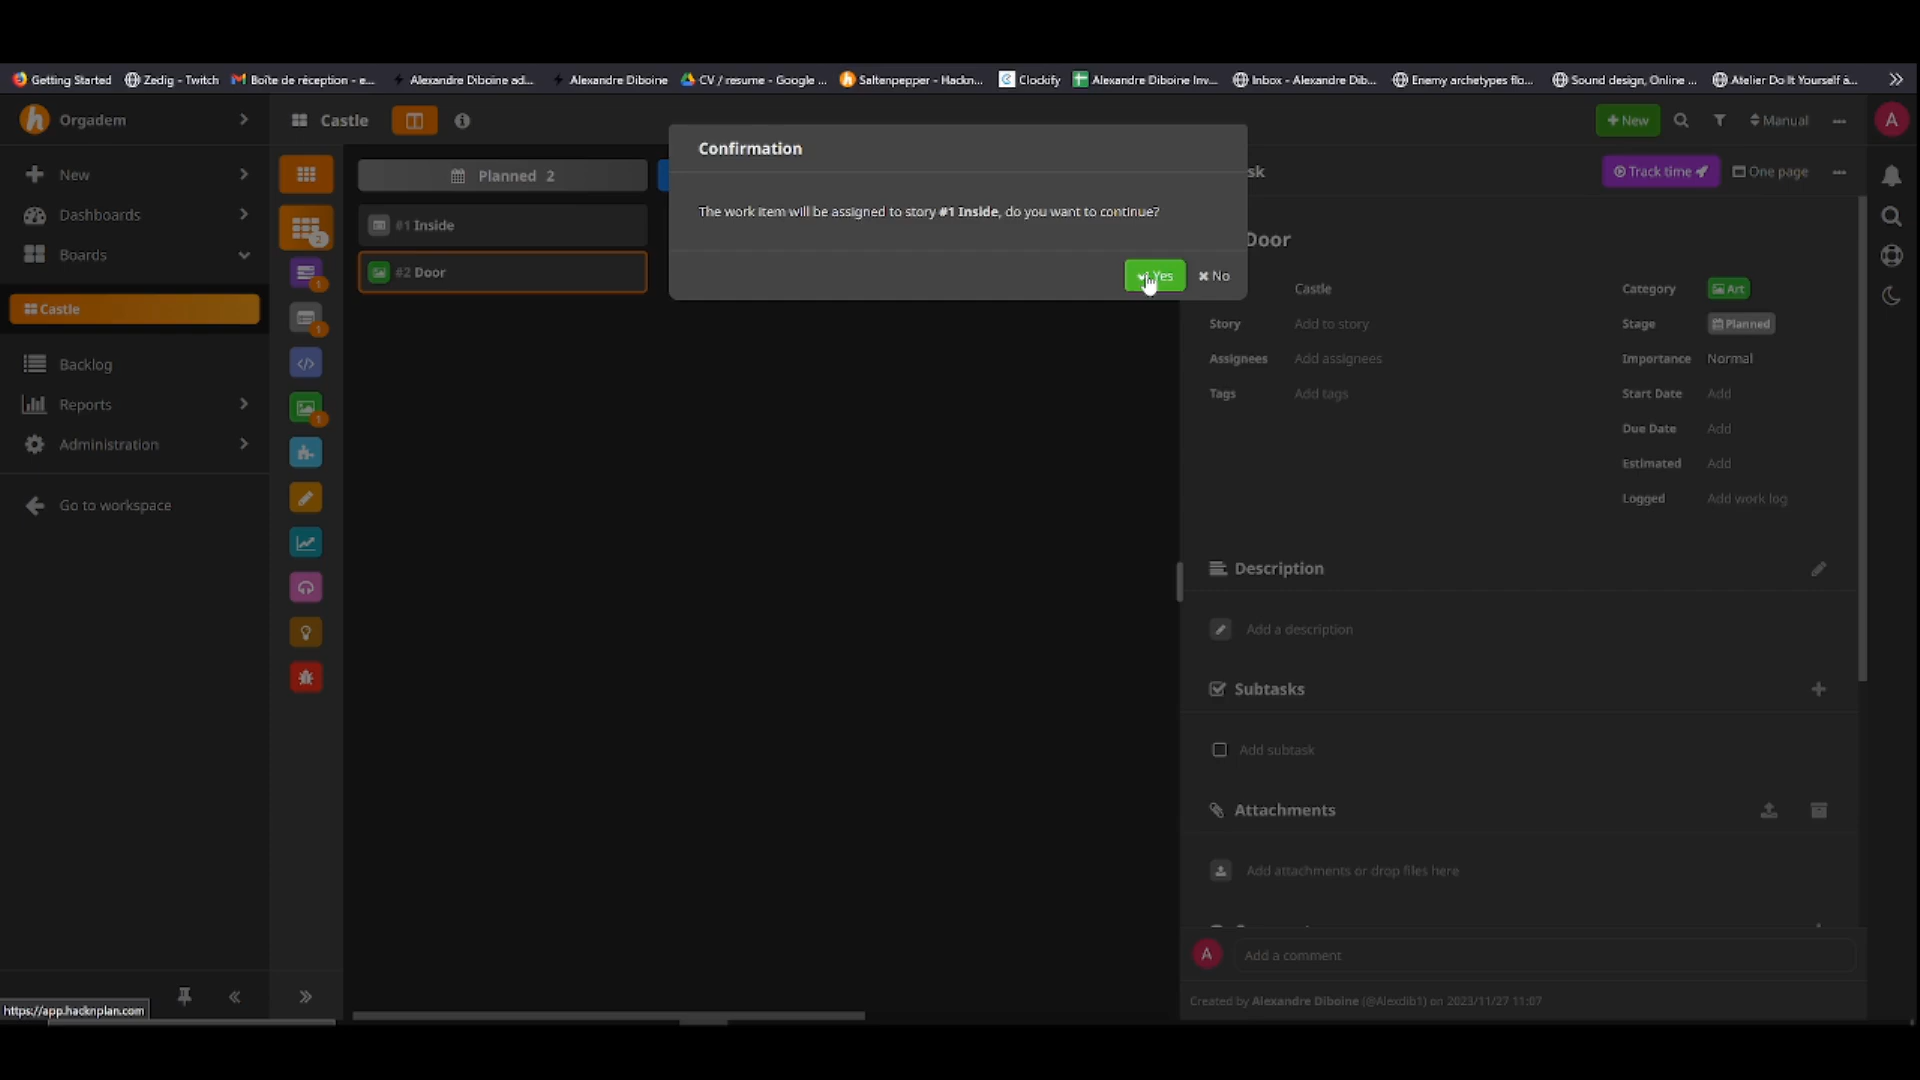 Getting Started
Zedig - Twitch
Boîte de réception - e...
Alexandre Diboine ad...
Alexandre Diboine
CV / resume - Google ...
Saltenpepper - Hackn...
Clockify
Alexandre Diboine Inv...
Inbox - Alexandre Dib...
Enemy archetypes flo...
Sound design, Online ...
Atelier Do It Yourself à...
Orgadem
Castle
+ New
Manual
A
New
Dashboards
Boards
Castle
Backlog
Reports
Administration
Go to workspace
2
1
1
1
Planned 2
#1 Inside
#2 Door
Confirmation
The work item will be assigned to story #1 Inside, do you want to continue?
Yes
No
sk
Track time
One page
Door
Castle
Story Add to story
Assignees Add assignees
Tags Add tags
Category Art
Stage Planned
Importance Normal
Start Date Add
Due Date Add
Estimated Add
Logged Add work log
Description
Add a description
Subtasks
Add subtask
Attachments
Add attachments or drop files here
A
Add a comment
Created by Alexandre Diboine (@Alexdib1) on 2023/11/27 11:07
https://app.hacknplan.com